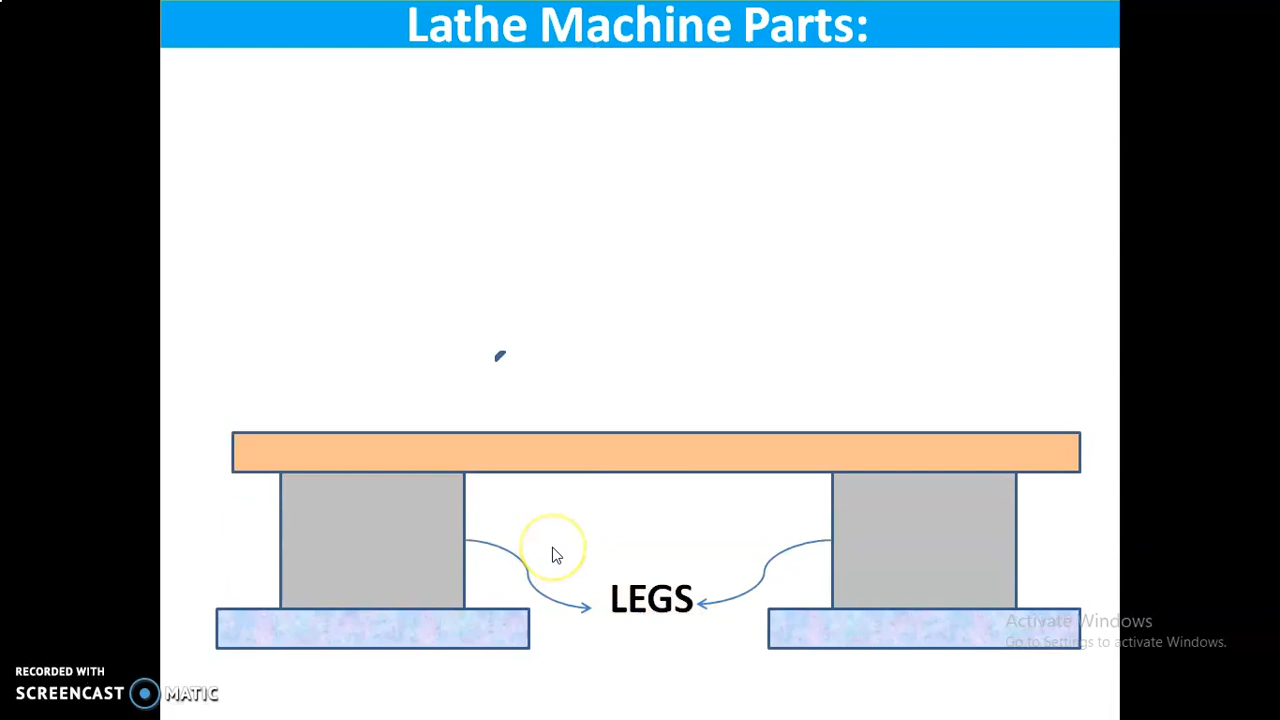 Lathe Machine Parts:
LEGS
Activate Windows
Go to Settings to activate Windows.
RECORDED WITH
SCREENCAST MATIC